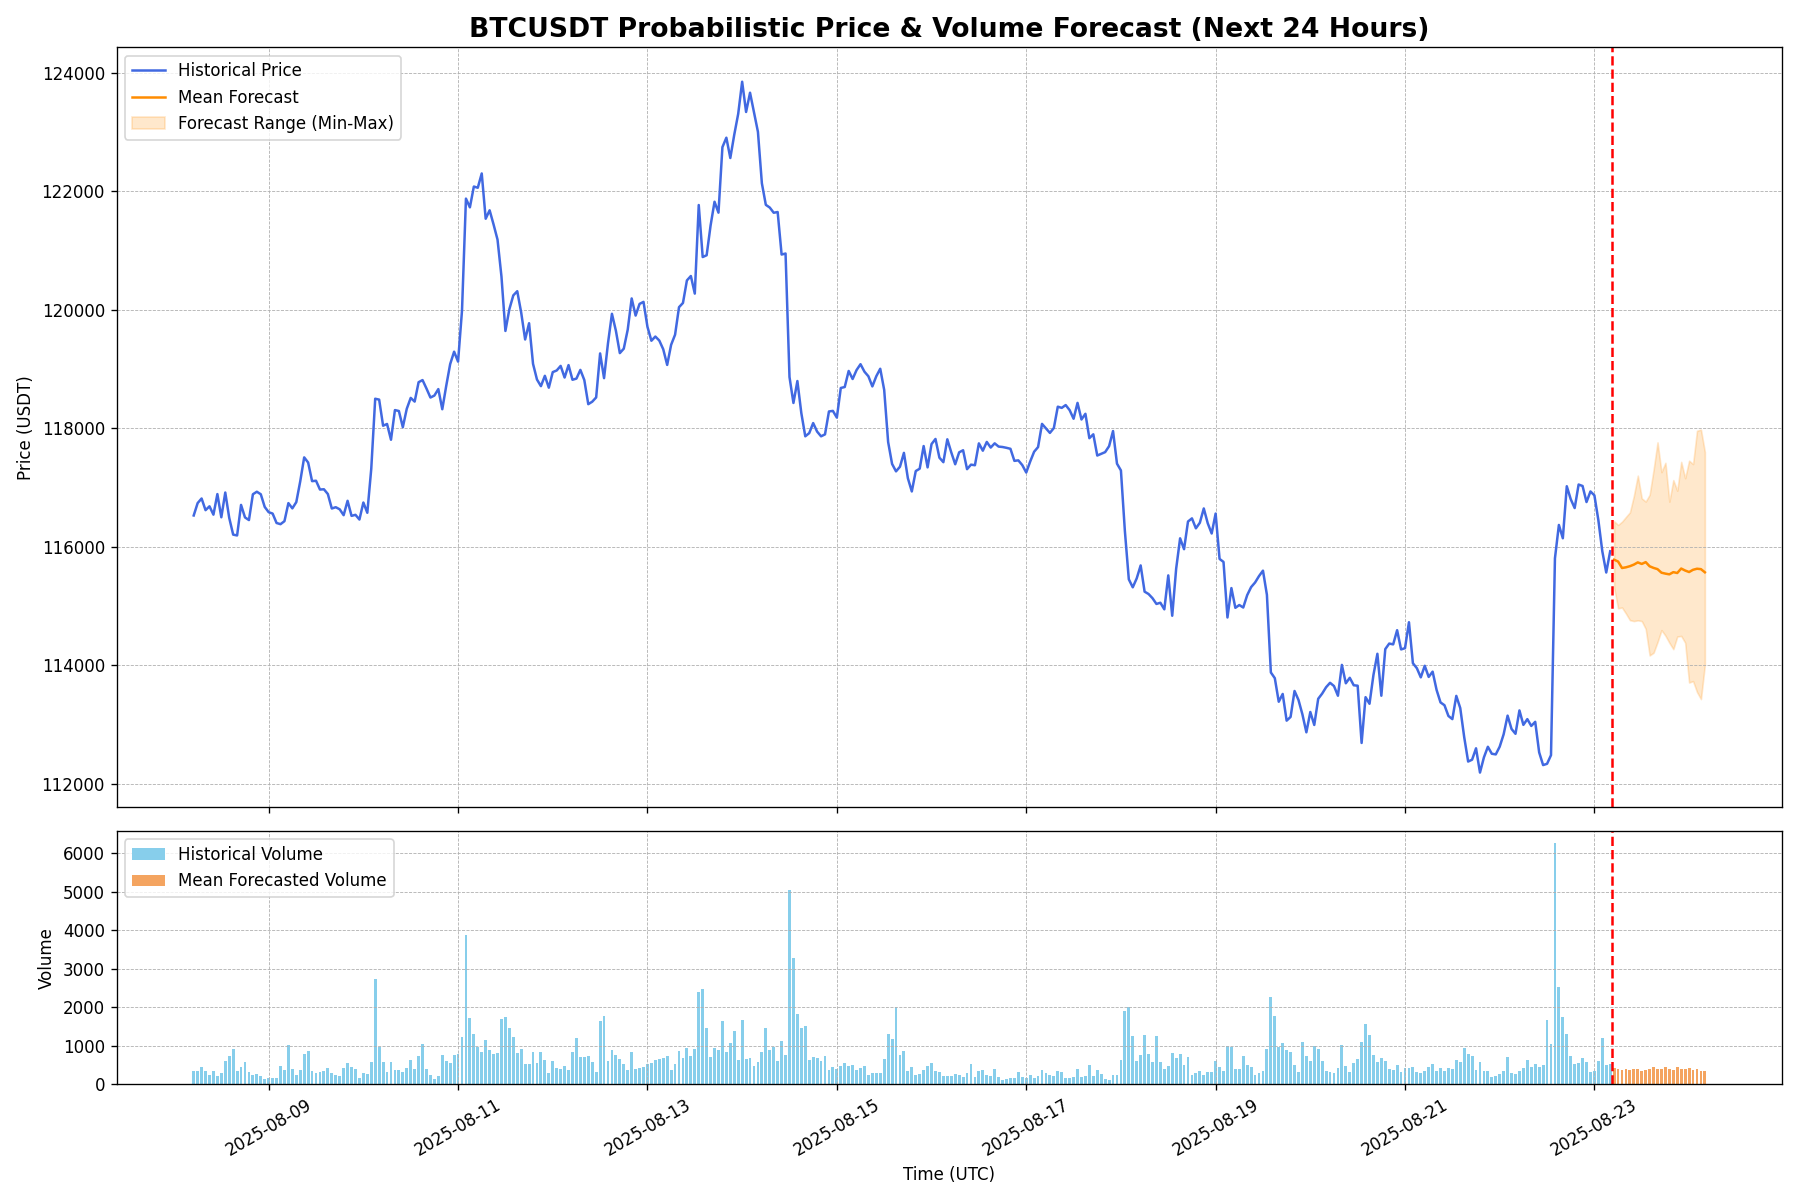 BTCUSDT Probabilistic Price & Volume Forecast (Next 24 Hours)
Historical Price
Mean Forecast
Forecast Range (Min-Max)
Price (USDT)
124000
122000
120000
118000
116000
114000
112000
Historical Volume
Mean Forecasted Volume
Volume
6000
5000
4000
3000
2000
1000
0
2025-08-09
2025-08-11
2025-08-13
2025-08-15
2025-08-17
2025-08-19
2025-08-21
2025-08-23
Time (UTC)